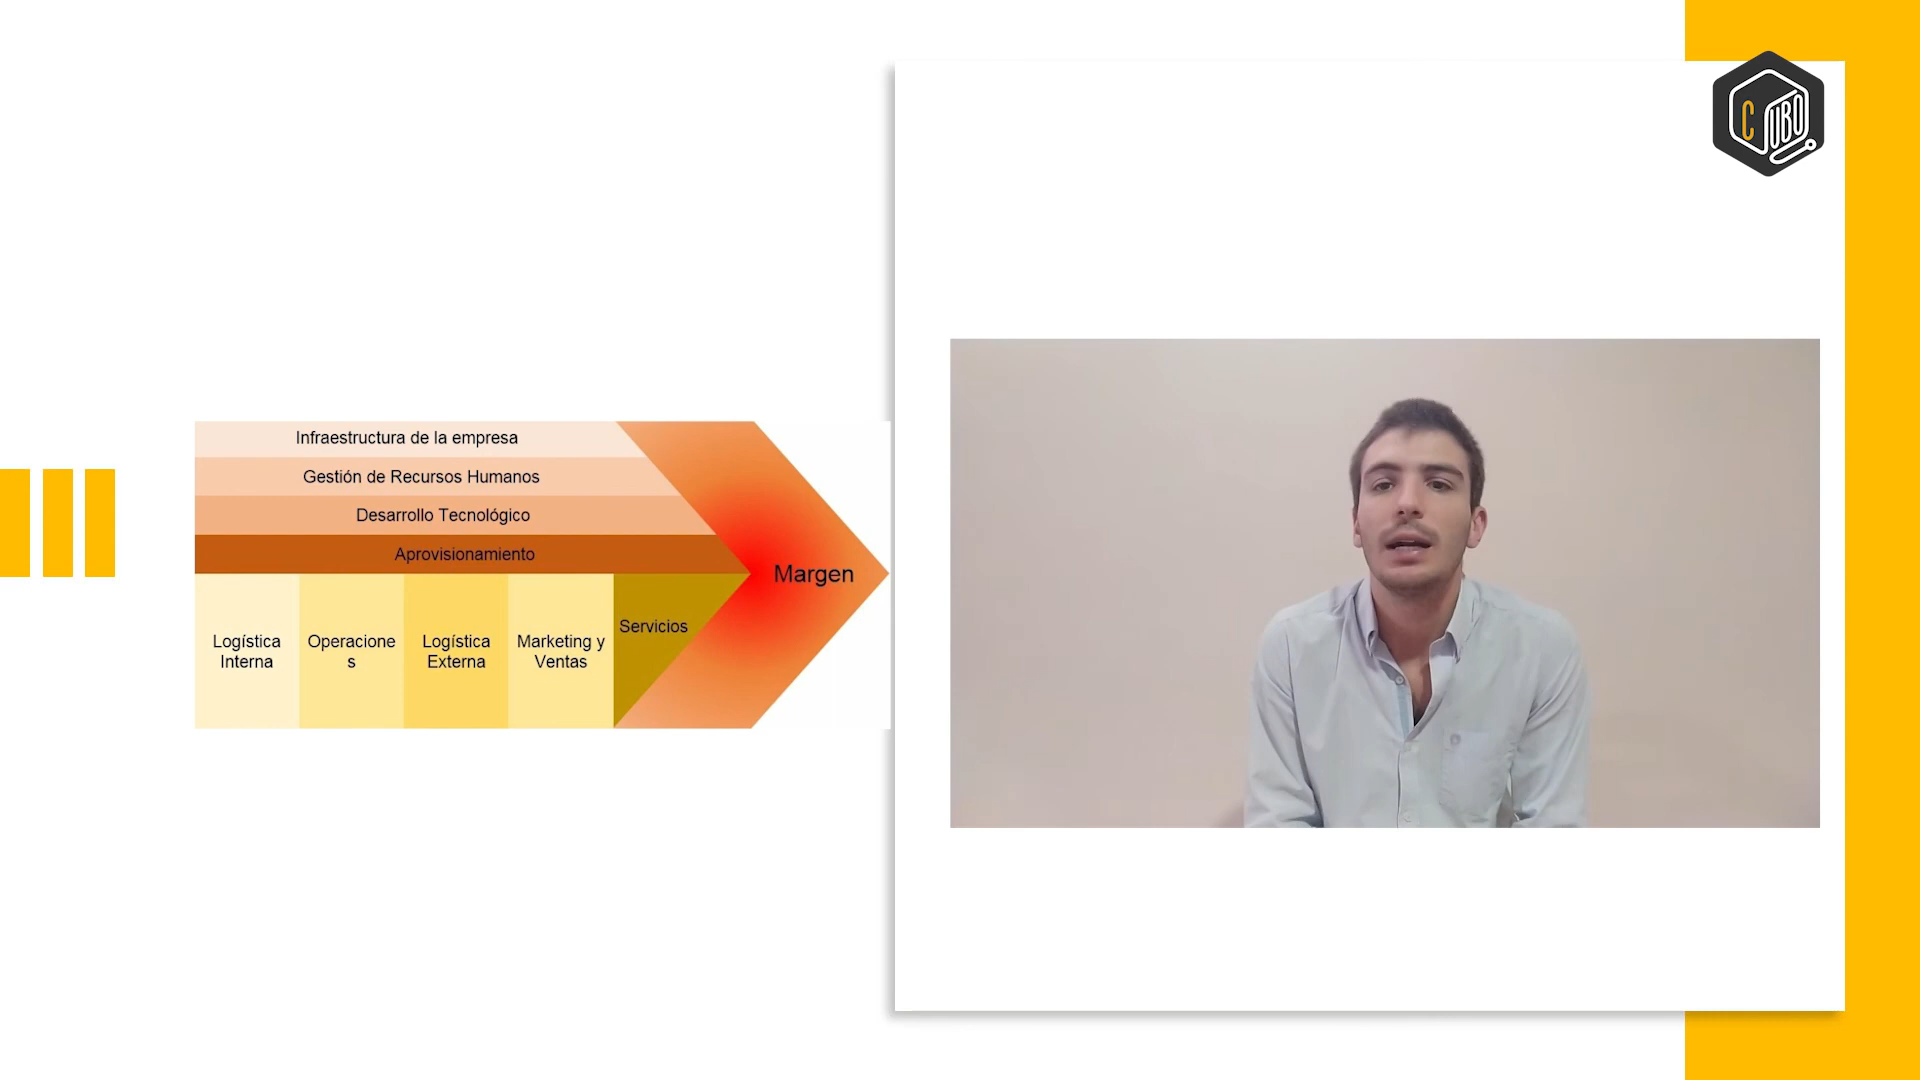 Infraestructura de la empresa
Gestión de Recursos Humanos
Desarrollo Tecnológico
Aprovisionamiento
Margen
Logística
Interna
Operacione
s
Logística
Externa
Marketing y
Ventas
Servicios
CUBO